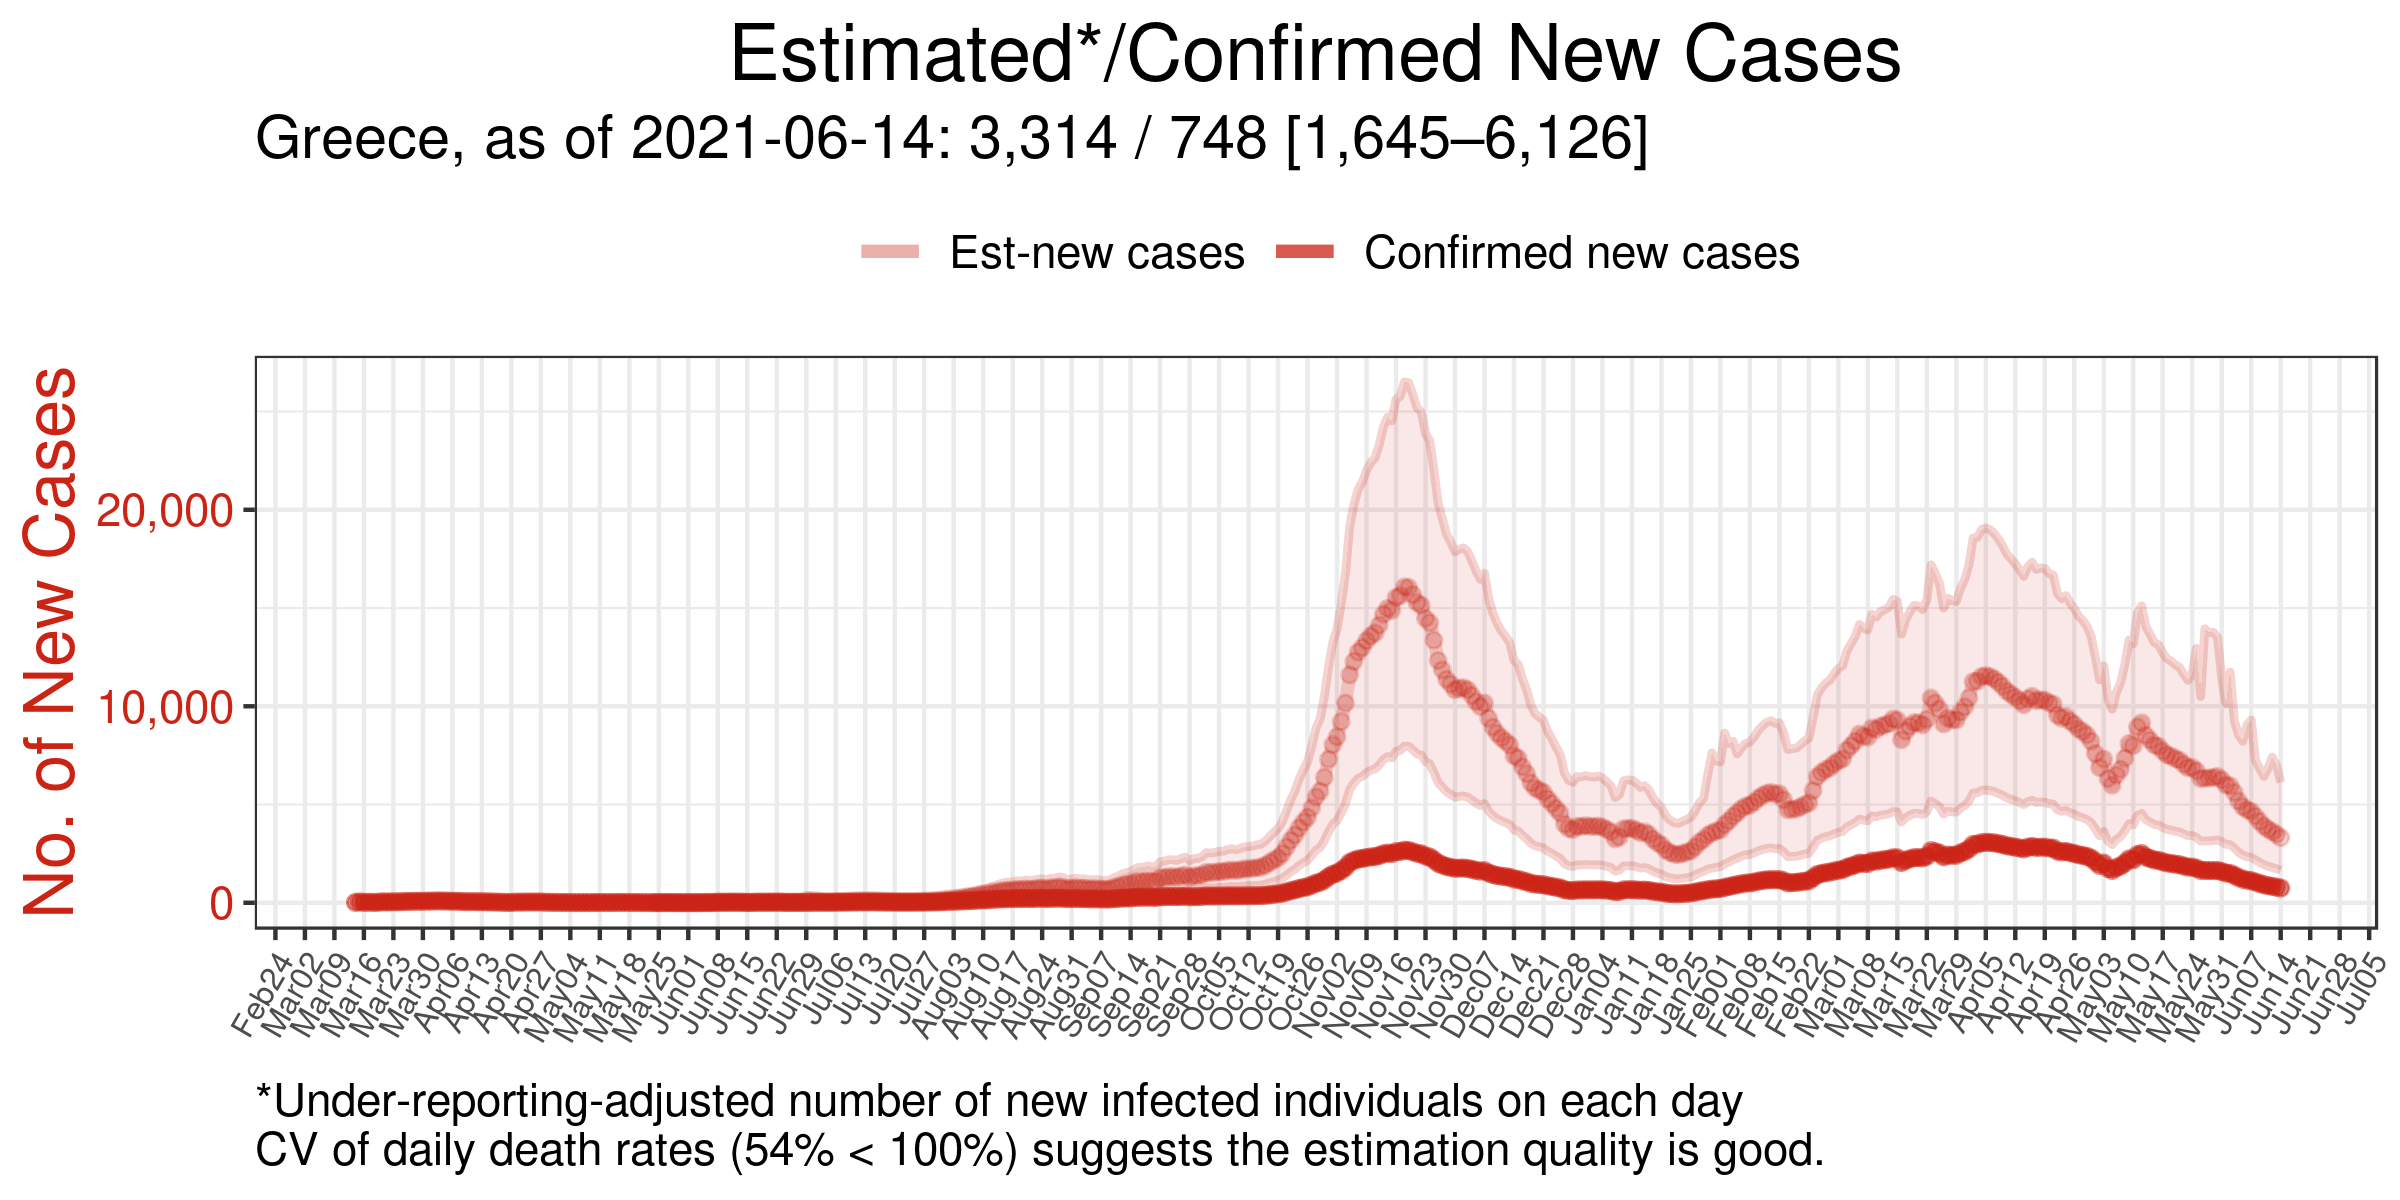 Estimated*/Confirmed New Cases
Greece, as of 2021-06-14: 3,314 / 748 [1,645–6,126]
Est-new cases
Confirmed new cases
No. of New Cases
20,000
10,000
0
Feb24
Mar02
Mar09
Mar16
Mar23
Mar30
Apr06
Apr13
Apr20
Apr27
May04
May11
May18
May25
Jun01
Jun08
Jun15
Jun22
Jun29
Jul06
Jul13
Jul20
Jul27
Aug03
Aug10
Aug17
Aug24
Aug31
Sep07
Sep14
Sep21
Sep28
Oct05
Oct12
Oct19
Oct26
Nov02
Nov09
Nov16
Nov23
Nov30
Dec07
Dec14
Dec21
Dec28
Jan04
Jan11
Jan18
Jan25
Feb01
Feb08
Feb15
Feb22
Mar01
Mar08
Mar15
Mar22
Mar29
Apr05
Apr12
Apr19
Apr26
May03
May10
May17
May24
May31
Jun07
Jun14
Jun21
Jun28
Jul05
*Under-reporting-adjusted number of new infected individuals on each day
CV of daily death rates (54% < 100%) suggests the estimation quality is good.